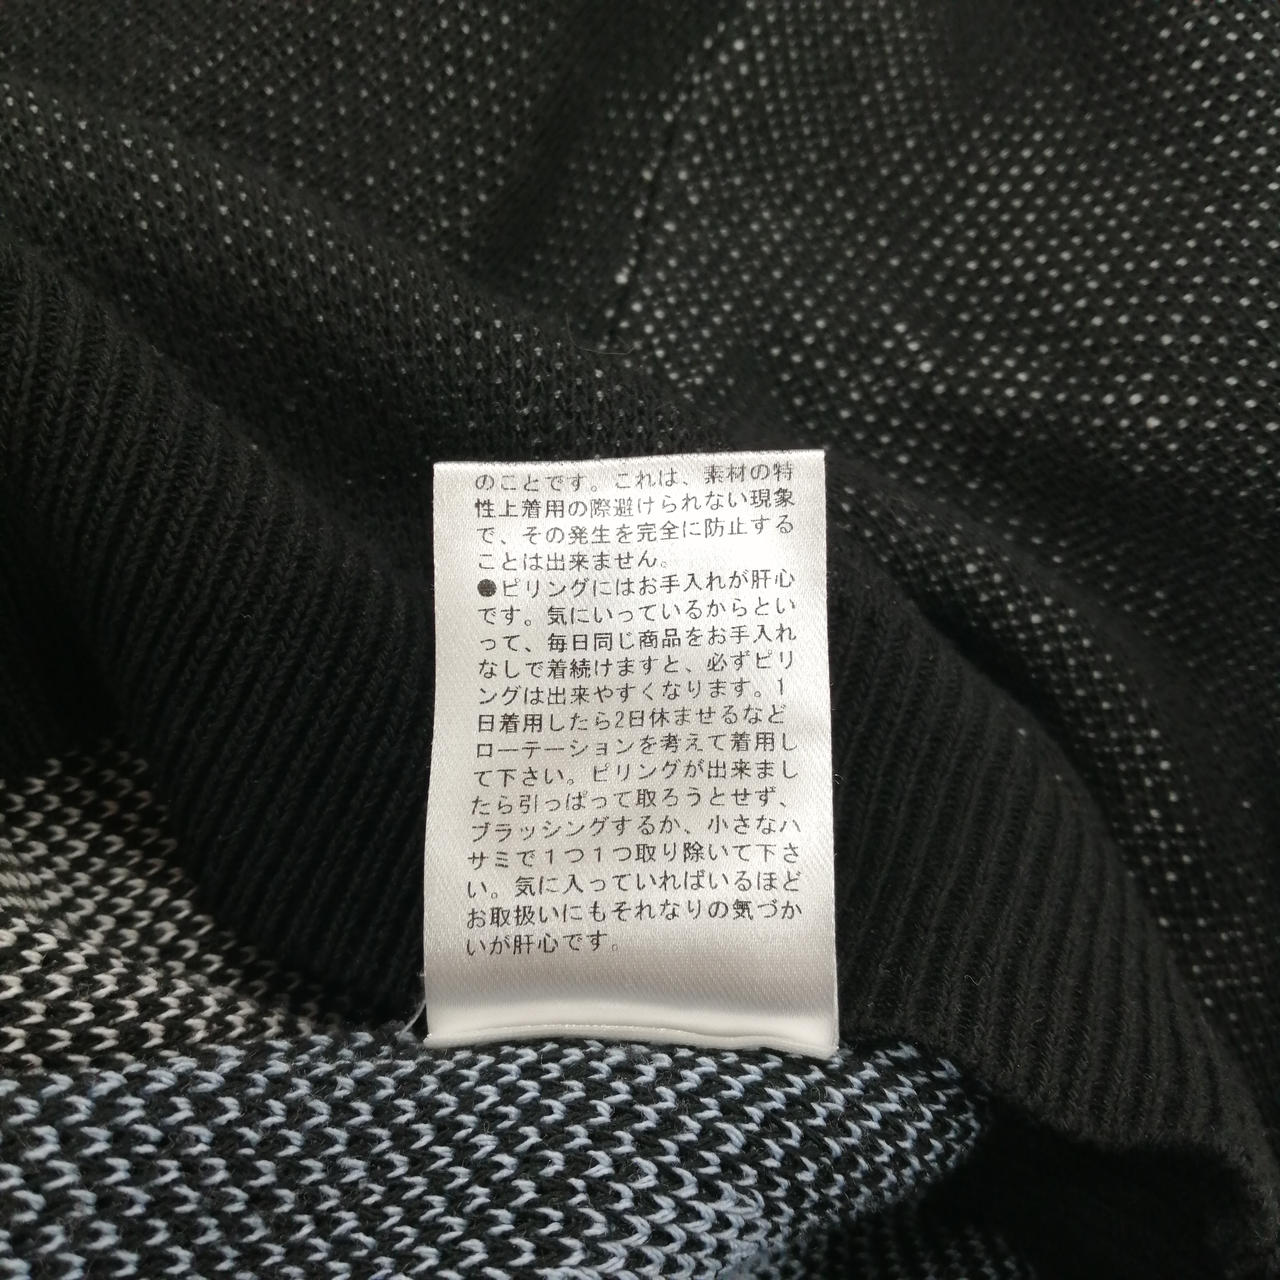 のことです。これは、素材の特
性上着用の際避けられない現象
で、その発生を完全に防止する
ことは出来ません。
●ピリングにはお手入れが肝心
です。気にいっているからとい
って、毎日同じ商品をお手入れ
なしで着続けますと、必ずピリ
ングは出来やすくなります。1
日着用したら2日休ませるなど
ローテーションを考えて着用し
て下さい。ピリングが出来まし
たら引っぱって取ろうとせず、
ブラッシングするか、小さなハ
サミで１つ１つ取り除いて下さ
い。気に入っていればいるほど
お取扱いにもそれなりの気づか
いが肝心です。